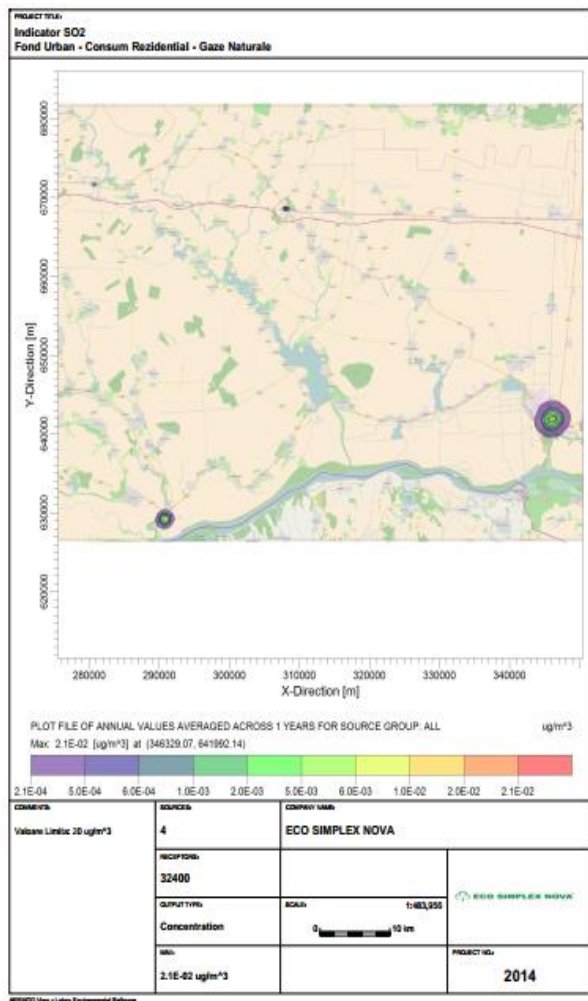 PROJECT TITLE:
Indicator SO2
Fond Urban - Consum Rezidential - Gaze Naturale
Y-Direction [m]
680000
670000
660000
650000
640000
630000
620000
280000 290000 300000 310000 320000 330000 340000
X-Direction [m]
PLOT FILE OF ANNUAL VALUES AVERAGED ACROSS 1 YEARS FOR SOURCE GROUP: ALL ug/m^3
Max: 2.1E-02 [ug/m^3] at (346329.07, 641992.14)
2.1E-04 5.0E-04 6.0E-04 1.0E-03 2.0E-03 5.0E-03 6.0E-03 1.0E-02 2.0E-02 2.1E-02
COMMENTS:
Valoare Limita: 20 ug/m^3
SOURCES:
4
COMPANY NAME:
ECO SIMPLEX NOVA
RECEPTORS:
32400
OUTPUT TYPE:
Concentration
SCALE: 1:483,956
0 10 km
ECO SIMPLEX NOVA
MAX:
2.1E-02 ug/m^3
PROJECT NO.:
2014
AERMOD View - Lakes Environmental Software